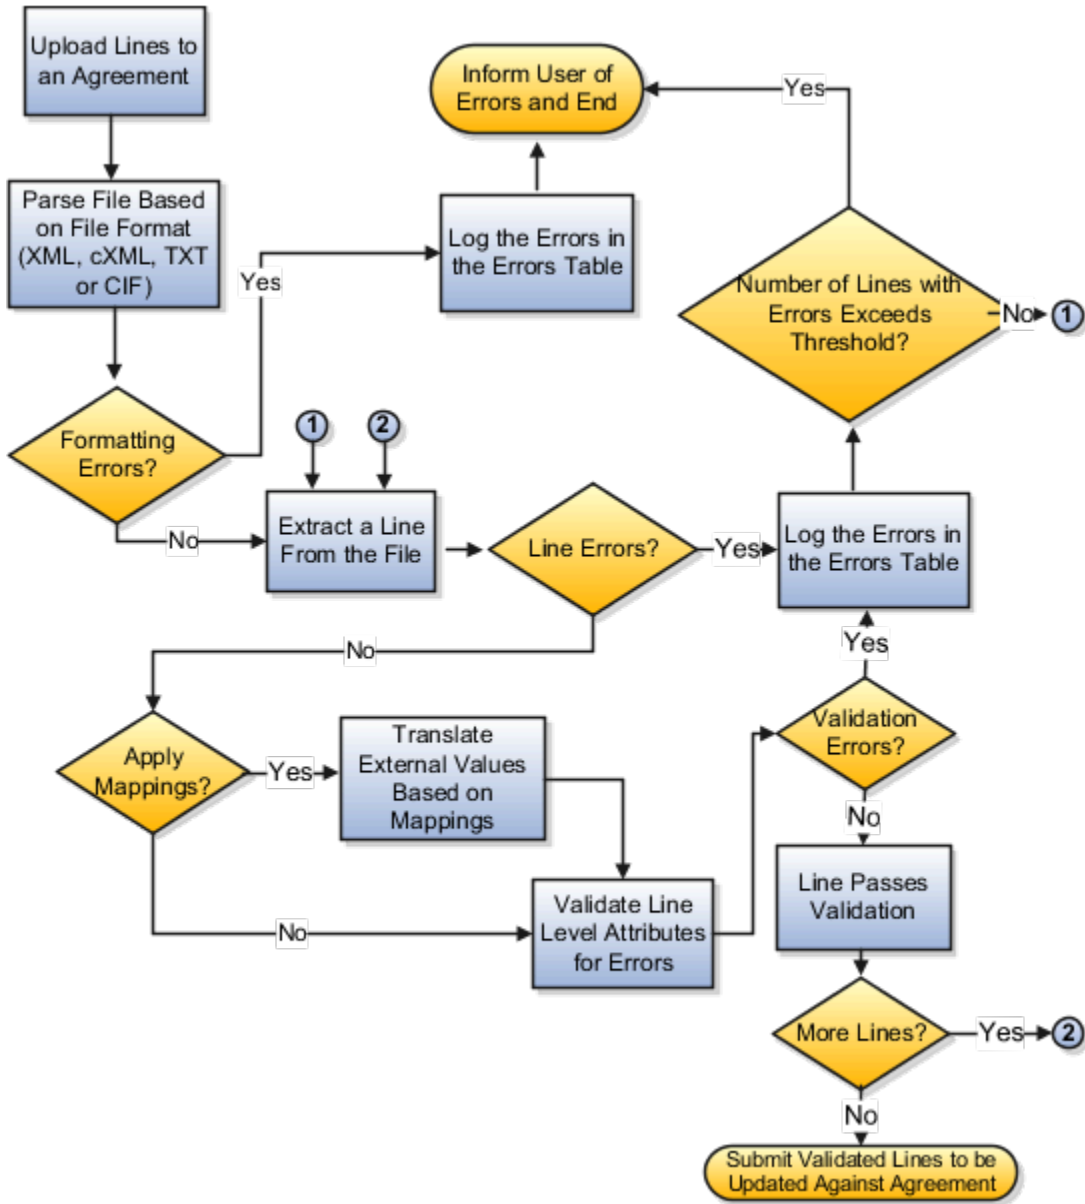 Upload Lines to
an Agreement
Inform User of
Errors and End
Yes
Parse File Based
on File Format
(XML, cXML, TXT
or CIF)
Yes
Log the Errors in
the Errors Table
Number of Lines with
Errors Exceeds
Threshold?
No
1
Formatting
Errors?
1
2
No
Extract a Line
From the File
Line Errors?
Yes
Log the Errors in
the Errors Table
No
Yes
Apply
Mappings?
Yes
Translate
External Values
Based on
Mappings
Validation
Errors?
No
No
Validate Line
Level Attributes
for Errors
Line Passes
Validation
More Lines?
Yes
2
No
Submit Validated Lines to be
Updated Against Agreement